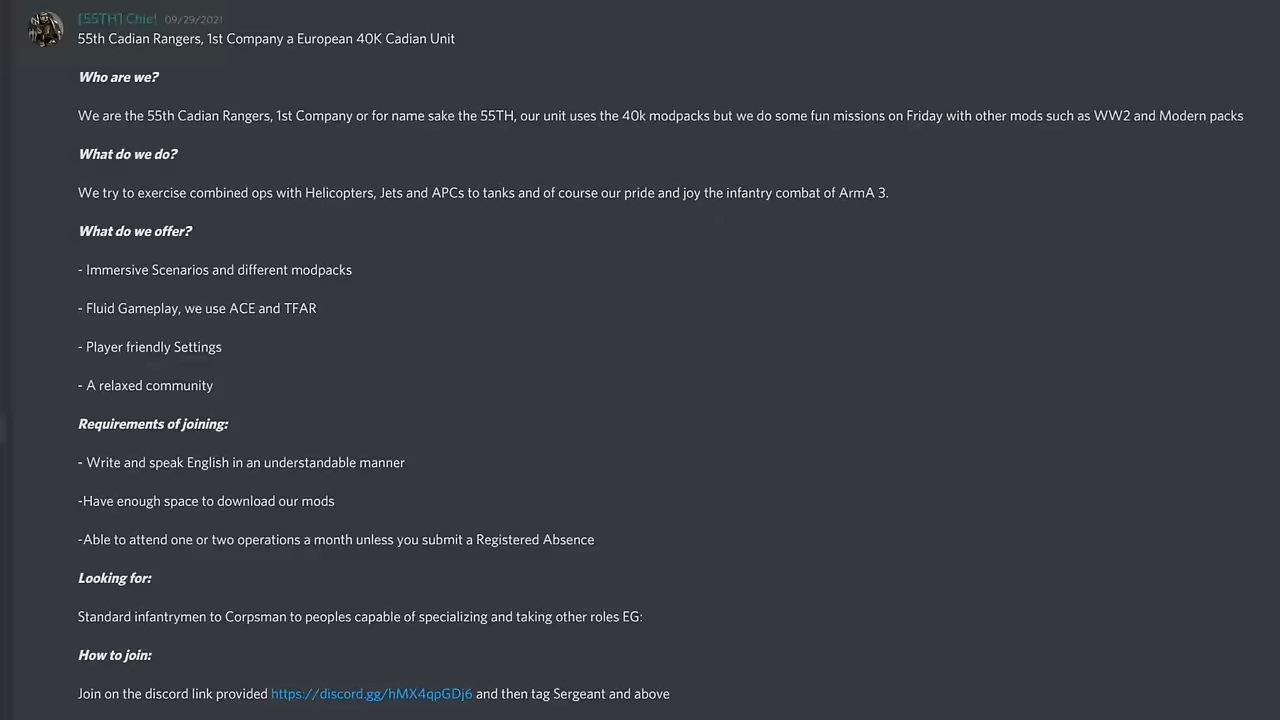 [55TH] Chief 09/29/2021
55th Cadian Rangers, 1st Company a European 40K Cadian Unit
Who are we?
We are the 55th Cadian Rangers, 1st Company or for name sake the 55TH, our unit uses the 40k modpacks but we do some fun missions on Friday with other mods such as WW2 and Modern packs
What do we do?
We try to exercise combined ops with Helicopters, Jets and APCs to tanks and of course our pride and joy the infantry combat of ArmA 3.
What do we offer?
- Immersive Scenarios and different modpacks
- Fluid Gameplay, we use ACE and TFAR
- Player friendly Settings
- A relaxed community
Requirements of joining:
- Write and speak English in an understandable manner
-Have enough space to download our mods
-Able to attend one or two operations a month unless you submit a Registered Absence
Looking for:
Standard infantrymen to Corpsman to peoples capable of specializing and taking other roles EG:
How to join:
Join on the discord link provided https://discord.gg/hMX4qpGDj6 and then tag Sergeant and above